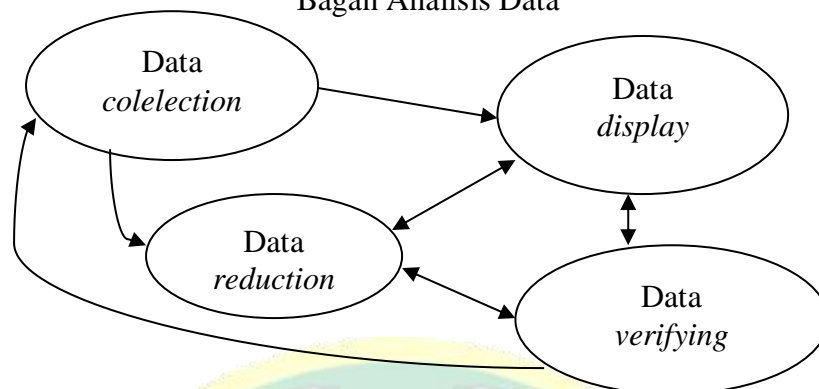 Bagan Analisis Data
Data
colelection
Data
display
Data
reduction
Data
verifying